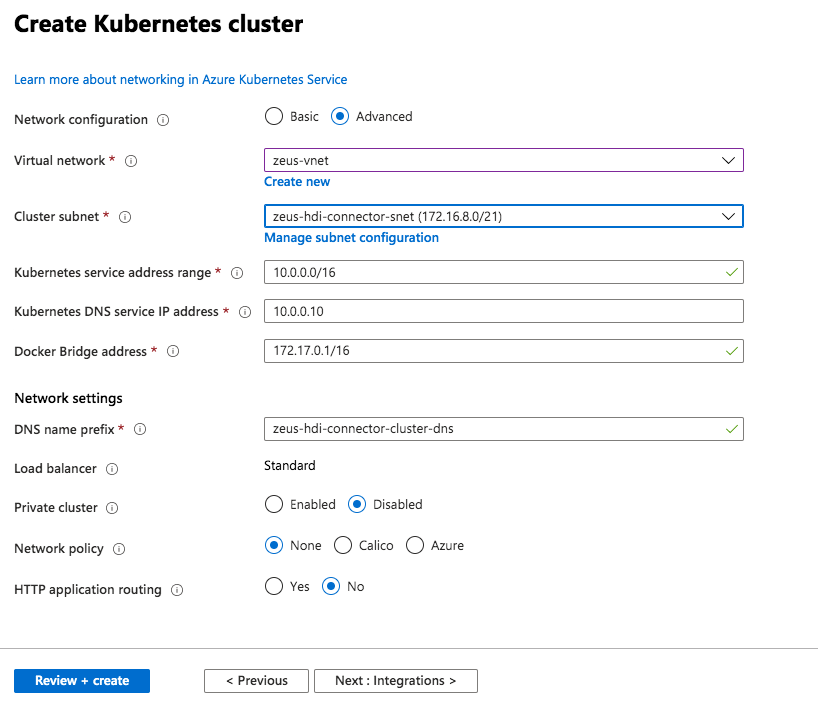 Create Kubernetes cluster
Learn more about networking in Azure Kubernetes Service
Network configuration
Basic Advanced
Virtual network *
zeus-vnet
Create new
Cluster subnet *
zeus-hdi-connector-snet (172.16.8.0/21)
Manage subnet configuration
Kubernetes service address range *
10.0.0.0/16
Kubernetes DNS service IP address *
10.0.0.10
Docker Bridge address *
172.17.0.1/16
Network settings
DNS name prefix *
zeus-hdi-connector-cluster-dns
Load balancer
Standard
Private cluster
Enabled Disabled
Network policy
None Calico Azure
HTTP application routing
Yes No
Review + create
< Previous
Next : Integrations >